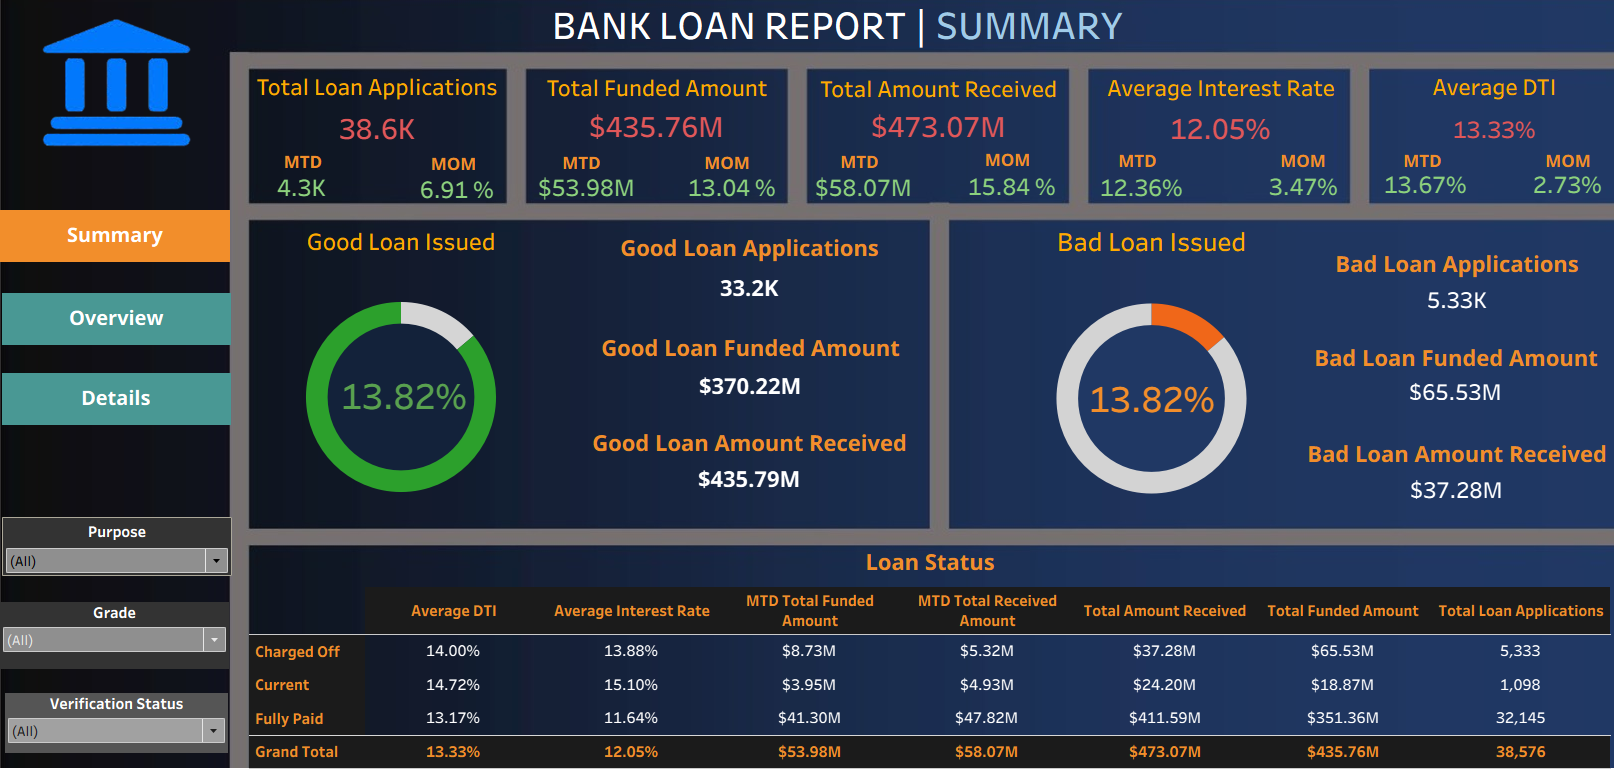 BANK LOAN REPORT | SUMMARY
Total Loan Applications
38.6K
MTD MOM
4.3K 6.91 %
Total Funded Amount
$435.76M
MTD MOM
$53.98M 13.04 %
Total Amount Received
$473.07M
MTD MOM
$58.07M 15.84 %
Average Interest Rate
12.05%
MTD MOM
12.36% 3.47%
Average DTI
13.33%
MTD MOM
13.67% 2.73%
Summary
Overview
Details
Purpose
(All)
Grade
(All)
Verification Status
(All)
Good Loan Issued
13.82%
Good Loan Applications
33.2K
Good Loan Funded Amount
$370.22M
Good Loan Amount Received
$435.79M
Bad Loan Issued
13.82%
Bad Loan Applications
5.33K
Bad Loan Funded Amount
$65.53M
Bad Loan Amount Received
$37.28M
Loan Status
Average DTI Average Interest Rate MTD Total Funded Amount MTD Total Received Amount Total Amount Received Total Funded Amount Total Loan Applications
Charged Off 14.00% 13.88% $8.73M $5.32M $37.28M $65.53M 5,333
Current 14.72% 15.10% $3.95M $4.93M $24.20M $18.87M 1,098
Fully Paid 13.17% 11.64% $41.30M $47.82M $411.59M $351.36M 32,145
Grand Total 13.33% 12.05% $53.98M $58.07M $473.07M $435.76M 38,576